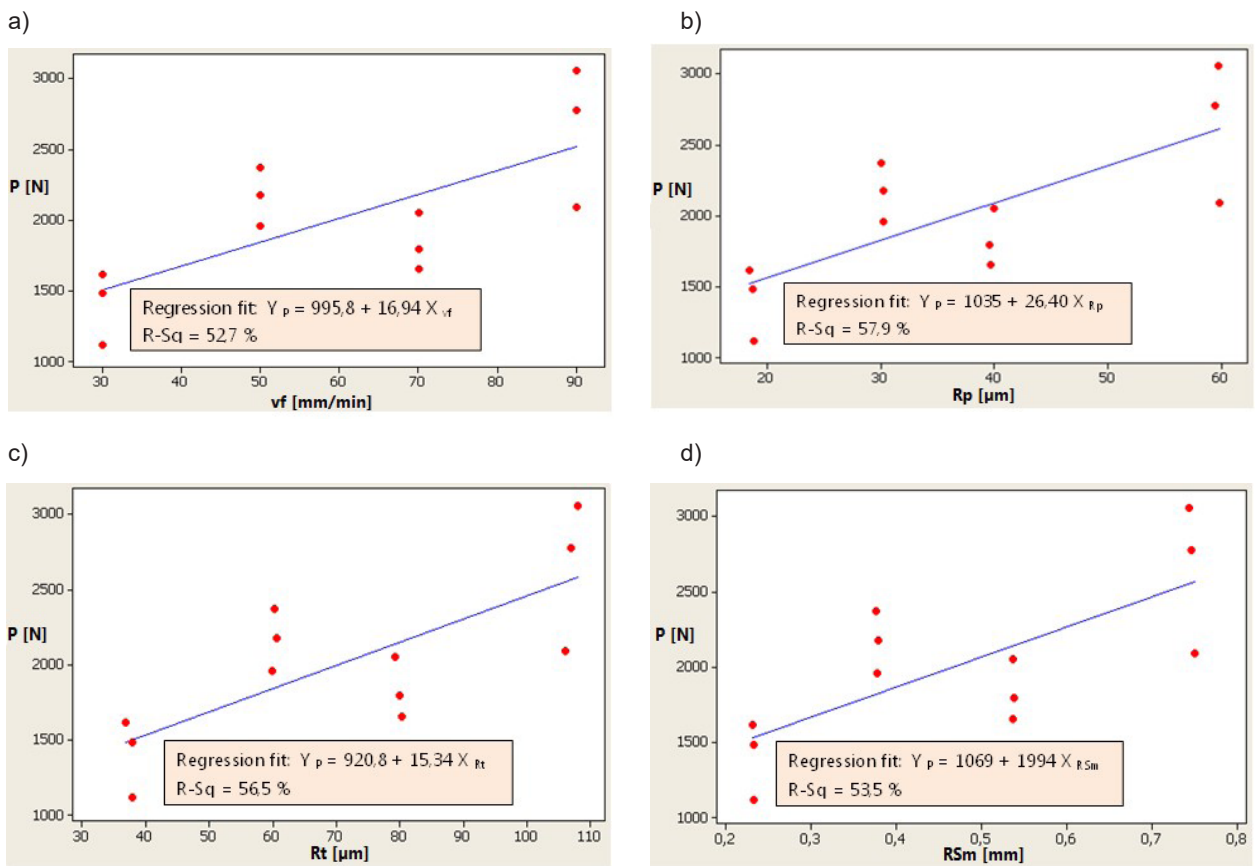 a)
3000
2500
P [N]
2000
1500
1000
Regression fit: Y P = 995,8 + 16,94 X vf
R-Sq = 52,7 %
30 40 50 60 70 80 90
vf [mm/min]
b)
3000
2500
P [N]
2000
1500
1000
Regression fit: Y P = 1035 + 26,40 X Rp
R-Sq = 57,9 %
20 30 40 50 60
Rp [µm]
c)
3000
2500
P [N]
2000
1500
1000
Regression fit: Y P = 920,8 + 15,34 X Rt
R-Sq = 56,5 %
30 40 50 60 70 80 90 100 110
Rt [µm]
d)
3000
2500
P [N]
2000
1500
1000
Regression fit: Y P = 1069 + 1994 X RSm
R-Sq = 53,5 %
0,2 0,3 0,4 0,5 0,6 0,7 0,8
RSm [mm]